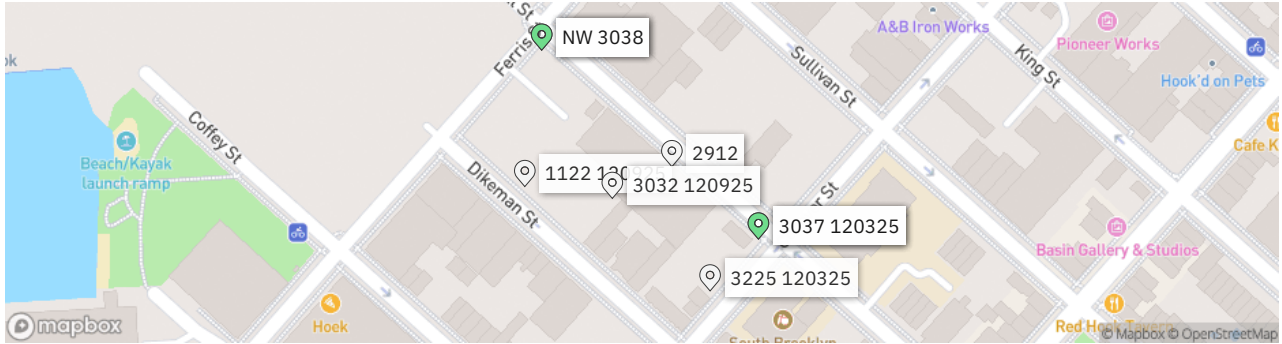 A&B Iron Works
Pioneer Works
King St
Hook'd on Pets
Sullivan St
Ferris
NW 3038
Coffey St
Beach/Kayak
launch ramp
Dikeman St
2912
1122 120925
3032 120925
3037 120325
3225 120325
Basin Gallery & Studios
Hoek
South Brooklyn
Red Hook Tavern
mapbox
© Mapbox © OpenStreetMap